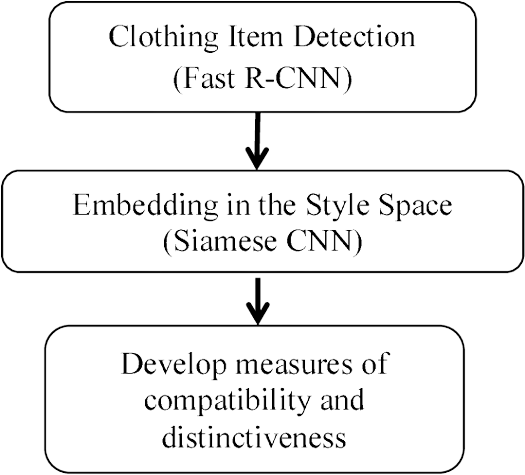 Clothing Item Detection
(Fast R-CNN)
Embedding in the Style Space
(Siamese CNN)
Develop measures of
compatibility and
distinctiveness